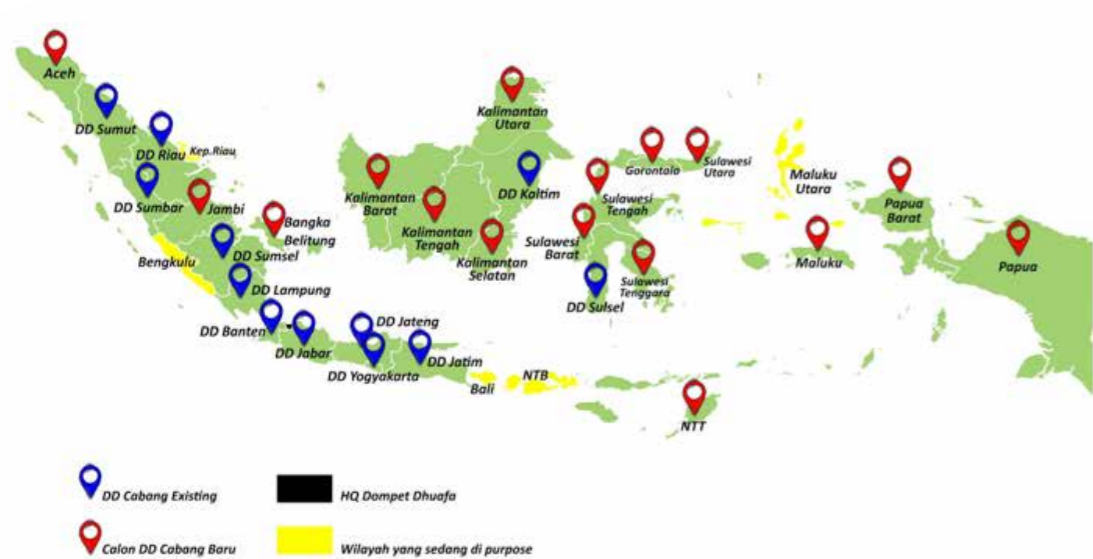 Aceh
DD Sumut
DD Riau
Kep.Riau
DD Sumbar
Jambi
Bangka
Belitung
Bengkulu
DD Sumsel
DD Lampung
DD Banten
DD Jabar
DD Jateng
DD Yogyakarta
DD Jatim
Bali
NTB
NTT
Kalimantan
Utara
Kalimantan
Barat
Kalimantan
Tengah
Kalimantan
Selatan
DD Kaltim
Gorontalo
Sulawesi
Utara
Sulawesi
Tengah
Sulawesi
Barat
Sulawesi
Tenggara
DD Sulsel
Maluku
Utara
Maluku
Papua
Barat
Papua
DD Cabang Existing
HQ Dompet Dhuafa
Calon DD Cabang Baru
Wilayah yang sedang di purpose